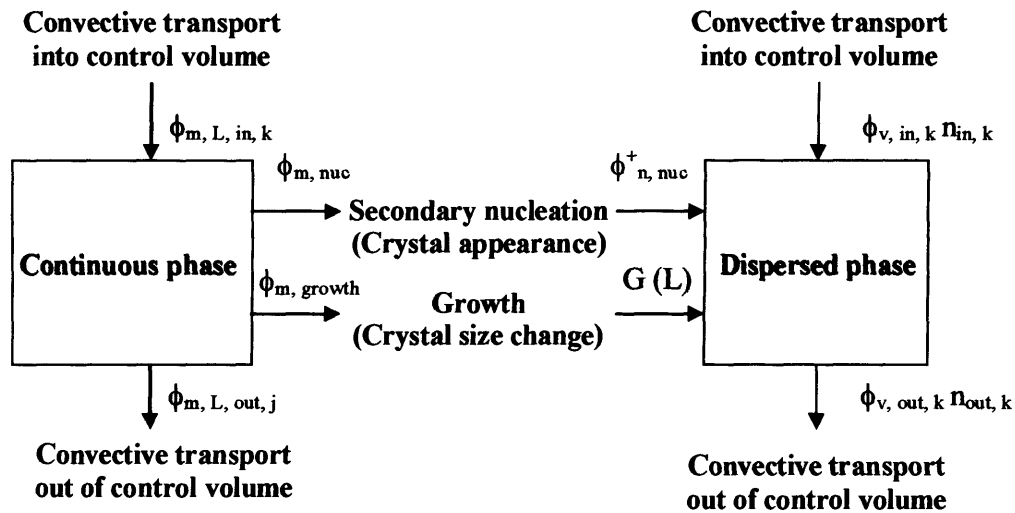 Convective transport
into control volume
Convective transport
into control volume
ϕm, L, in, k
ϕv, in, k nin, k
ϕm, nuc
ϕ+n, nuc
Secondary nucleation
(Crystal appearance)
Continuous phase
Dispersed phase
ϕm, growth
G (L)
Growth
(Crystal size change)
ϕm, L, out, j
ϕv, out, k nout, k
Convective transport
out of control volume
Convective transport
out of control volume